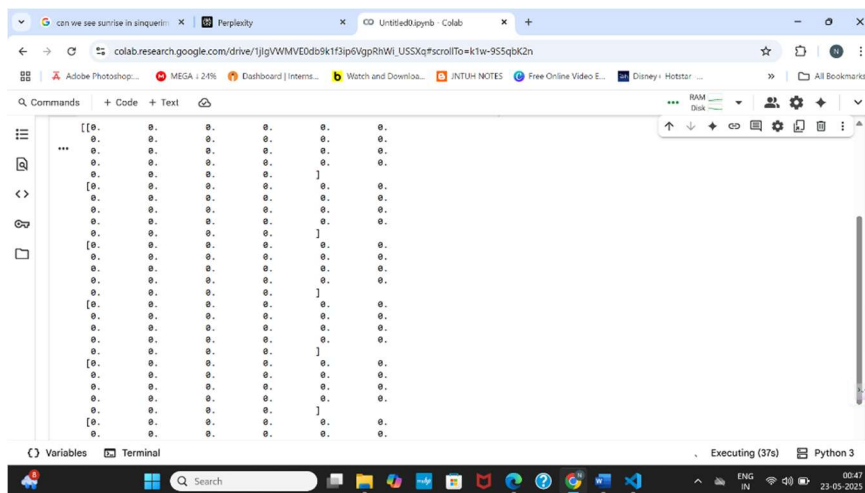 can we see sunrise in sinquerim
Perplexity
Untitled0.ipynb - Colab
colab.research.google.com/drive/1jlgVWMVE0db9k1f3ip6VgpRhWi_USSXq#scrollTo=k1w-9S5qbK2n
Adobe Photoshop:... MEGA ↓ 24% Dashboard | Interns... Watch and Downloa... JNTUH NOTES Free Online Video E... Disney+ Hotstar -... » All Bookmarks
Commands + Code + Text RAM Disk
[[0. 0. 0. 0. 0. 0.
0. 0. 0. 0. 0. 0.
0. 0. 0. 0. 0. 0.
0. 0. 0. 0. 0. 0.
0. 0. 0. 0. ]
[0. 0. 0. 0. 0. 0.
0. 0. 0. 0. 0. 0.
0. 0. 0. 0. 0. 0.
0. 0. 0. 0. 0. 0.
0. 0. 0. 0. ]
[0. 0. 0. 0. 0. 0.
0. 0. 0. 0. 0. 0.
0. 0. 0. 0. 0. 0.
0. 0. 0. 0. 0. 0.
0. 0. 0. 0. ]
[0. 0. 0. 0. 0. 0.
0. 0. 0. 0. 0. 0.
0. 0. 0. 0. 0. 0.
0. 0. 0. 0. 0. 0.
0. 0. 0. 0. ]
[0. 0. 0. 0. 0. 0.
0. 0. 0. 0. 0. 0.
0. 0. 0. 0. 0. 0.
0. 0. 0. 0. 0. 0.
0. 0. 0. 0. ]
[0. 0. 0. 0. 0. 0.
0. 0. 0. 0. 0. 0.
{} Variables Terminal Executing (37s) Python 3
Search
ENG
IN
00:47
23-05-2025